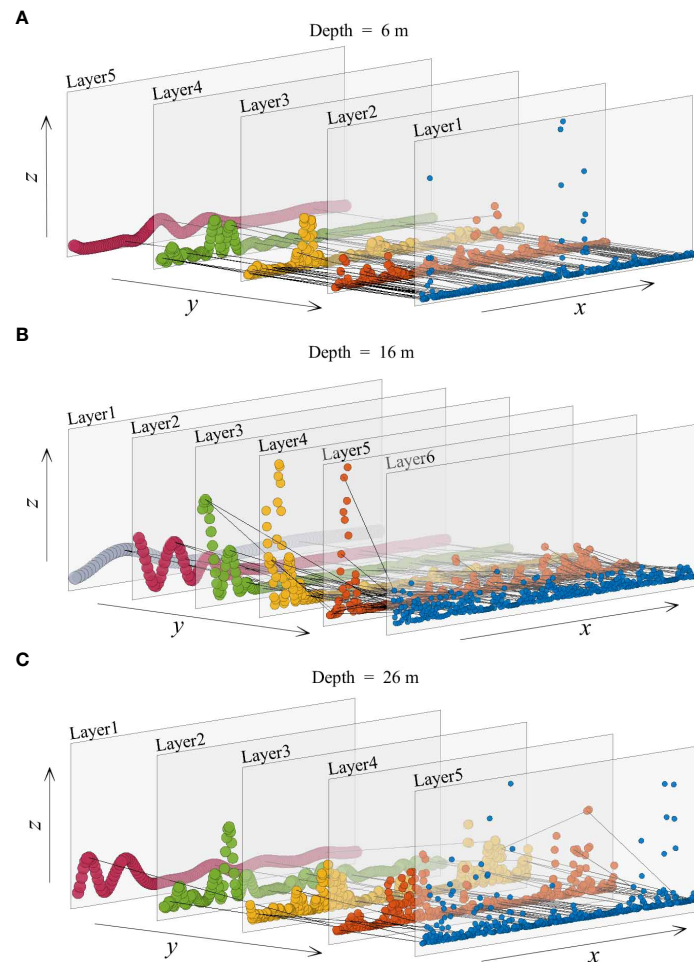 A
Depth = 6 m
Layer5
Layer4
Layer3
Layer2
Layer1
z
y
x
B
Depth = 16 m
Layer1
Layer2
Layer3
Layer4
Layer5
Layer6
z
y
x
C
Depth = 26 m
Layer1
Layer2
Layer3
Layer4
Layer5
z
y
x